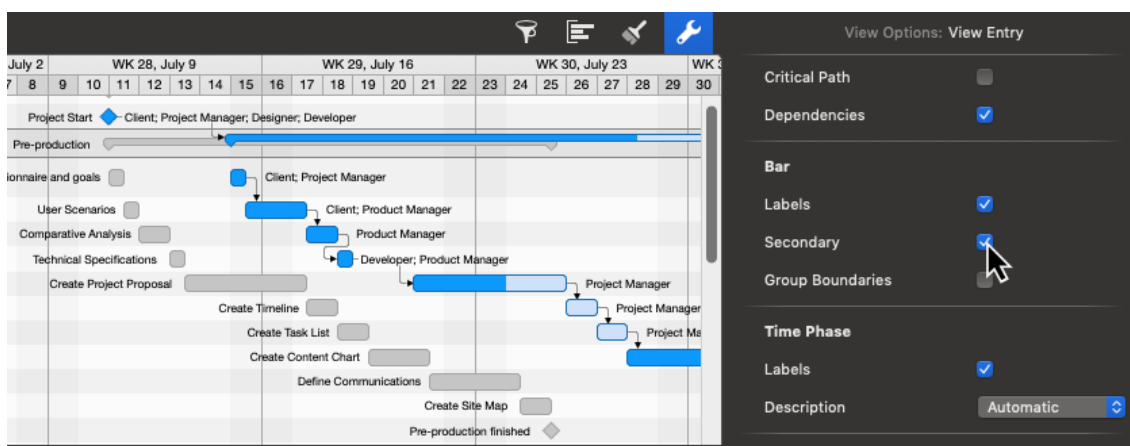 View Options: View Entry
July 2 WK 28, July 9 WK 29, July 16 WK 30, July 23 WK
8 9 10 11 12 13 14 15 16 17 18 19 20 21 22 23 24 25 26 27 28 29 30
Project Start Client; Project Manager; Designer; Developer
Pre-production
ionnaire and goals Client; Project Manager
User Scenarios Client; Product Manager
Comparative Analysis Product Manager
Technical Specifications Developer; Product Manager
Create Project Proposal Project Manager
Create Timeline Project Manager
Create Task List Project Ma
Create Content Chart
Define Communications
Create Site Map
Pre-production finished
Critical Path
Dependencies
Bar
Labels
Secondary
Group Boundaries
Time Phase
Labels
Description Automatic